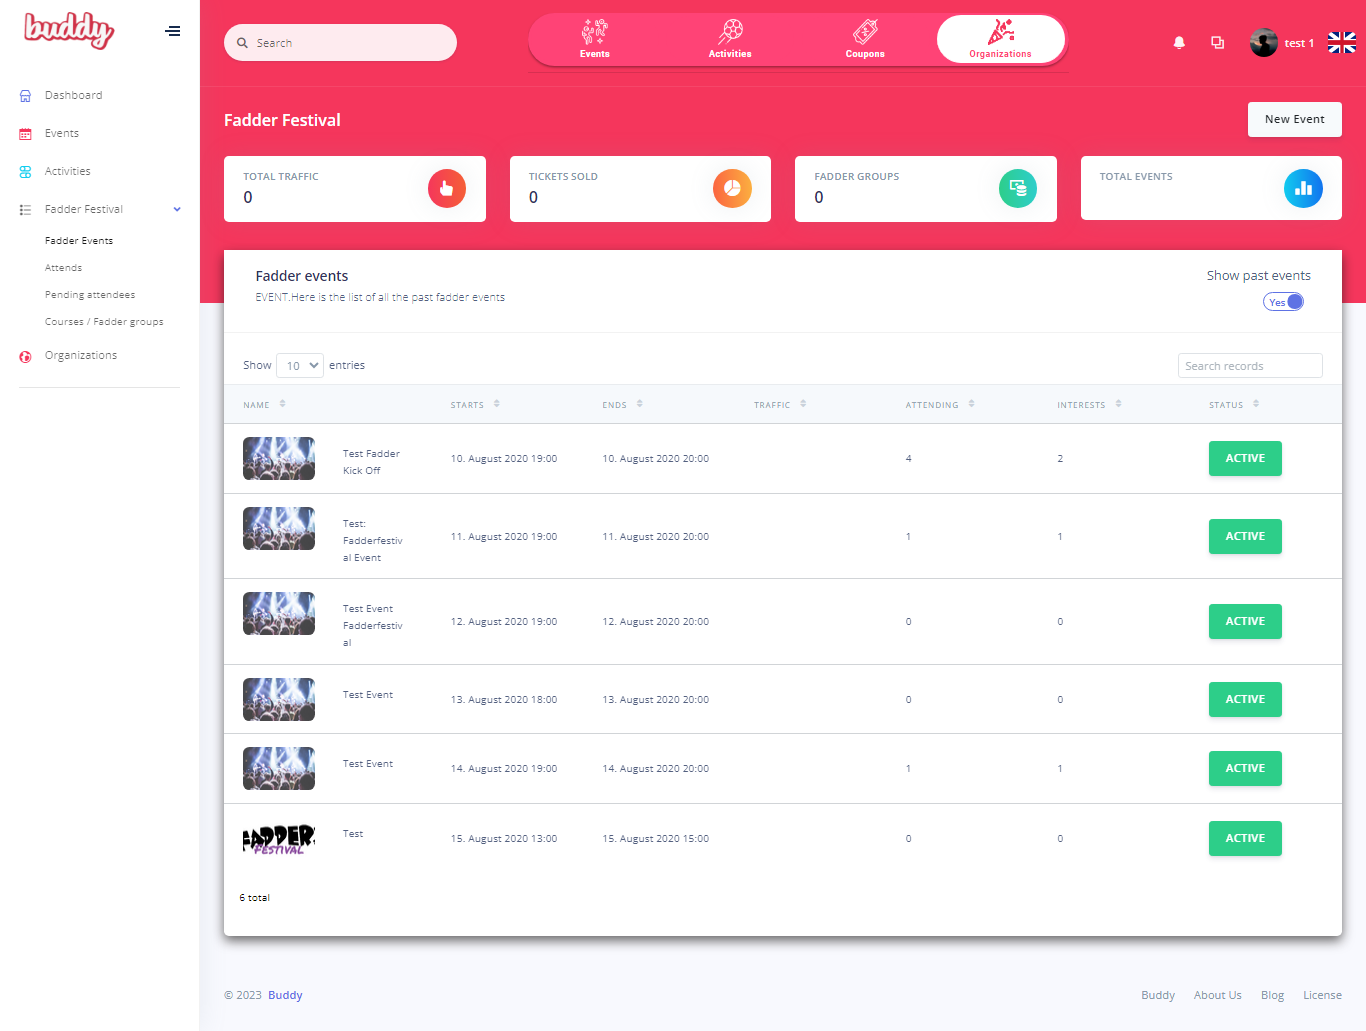 buddy
Search
Events
Activities
Coupons
Organizations
test 1
Dashboard
Events
Activities
Fadder Festival
Fadder Events
Attends
Pending attendees
Courses / Fadder groups
Organizations
Fadder Festival
New Event
TOTAL TRAFFIC
0
TICKETS SOLD
0
FADDER GROUPS
0
TOTAL EVENTS
Fadder events
EVENT.Here is the list of all the past fadder events
Show past events
Yes
Show 10 entries
Search records
NAME STARTS ENDS TRAFFIC ATTENDING INTERESTS STATUS
Test Fadder
Kick Off
10. August 2020 19:00 10. August 2020 20:00 4 2 ACTIVE
Test:
Fadderfestiv
al Event
11. August 2020 19:00 11. August 2020 20:00 1 1 ACTIVE
Test Event
Fadderfestiv
al
12. August 2020 19:00 12. August 2020 20:00 0 0 ACTIVE
Test Event
13. August 2020 18:00 13. August 2020 20:00 0 0 ACTIVE
Test Event
14. August 2020 19:00 14. August 2020 20:00 1 1 ACTIVE
FADDER
FESTIVAL
Test
15. August 2020 13:00 15. August 2020 15:00 0 0 ACTIVE
6 total
© 2023 Buddy
Buddy About Us Blog License